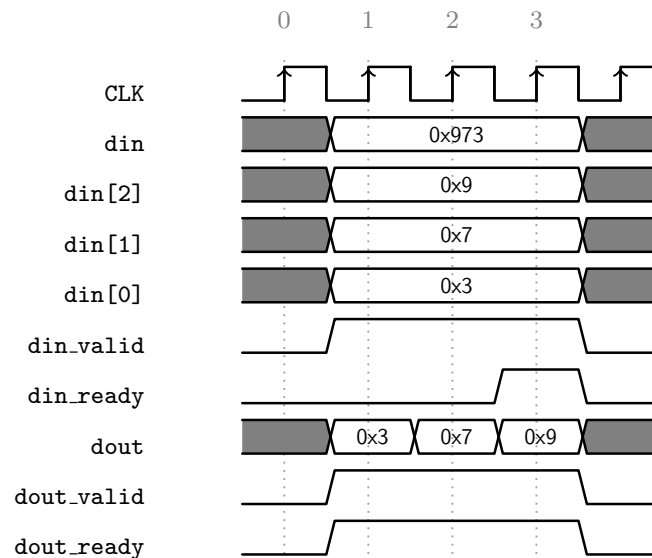 0 1 2 3
CLK
din 0x973
din[2] 0x9
din[1] 0x7
din[0] 0x3
din_valid
din_ready
dout 0x3 0x7 0x9
dout_valid
dout_ready